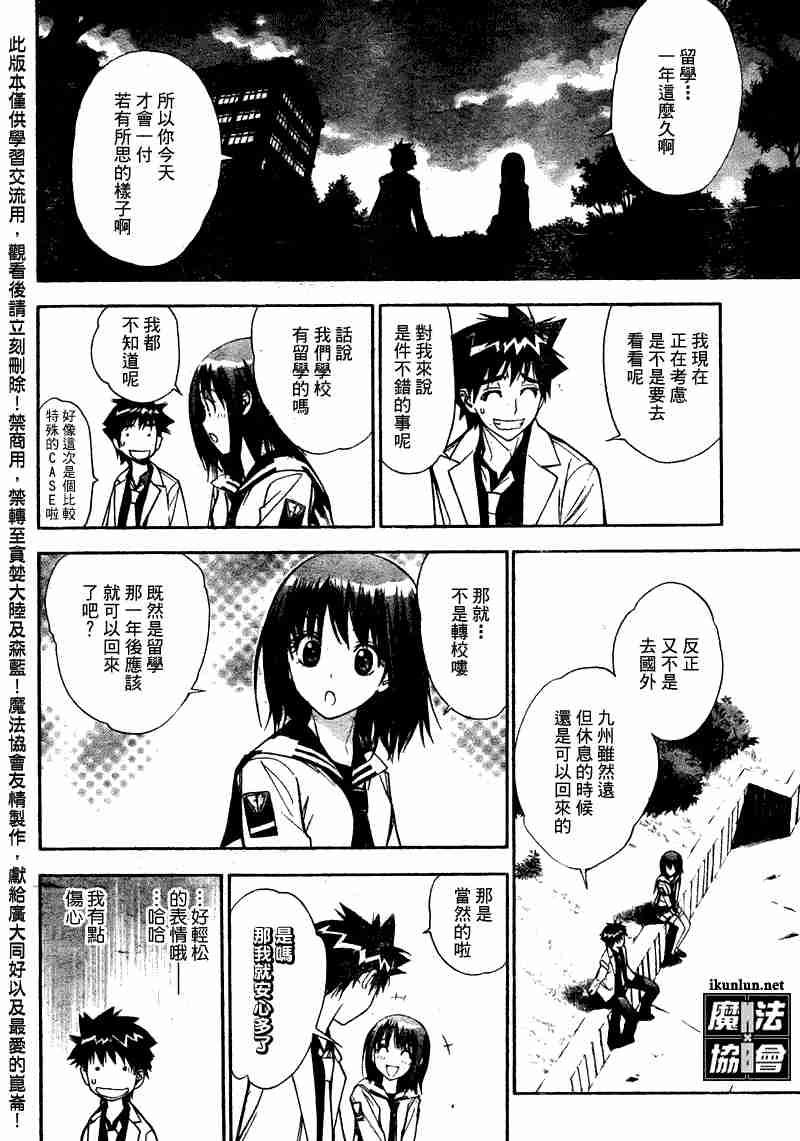 留學…
一年這麼久啊
所以你今天
才會一付
若有所思的樣子啊
我現在
正在考慮
是不是要去
看看呢
對我來說
是件不錯的事呢
話說
我們學校
有留學的嗎
我都
不知道呢
好像這次是個比較
特殊的CASE啦
反正
又不是
去國外
九州雖然遠
但休息的時候
還是可以回來的
那就…
不是轉校嘍
既然是留學
那一年後應該
就可以回來
了吧？
那是
當然的啦
是嗎
那我就安心多了
…好輕松
的表情哦——
…哈哈
我有點
傷心
此版本僅供學習交流用，觀看後請立刻刪除！禁商用，禁轉至貪婪大陸及森藍！魔法協會友情製作，獻給廣大同好以及最愛的崑崙！
ikunlun.net
魔法
協會